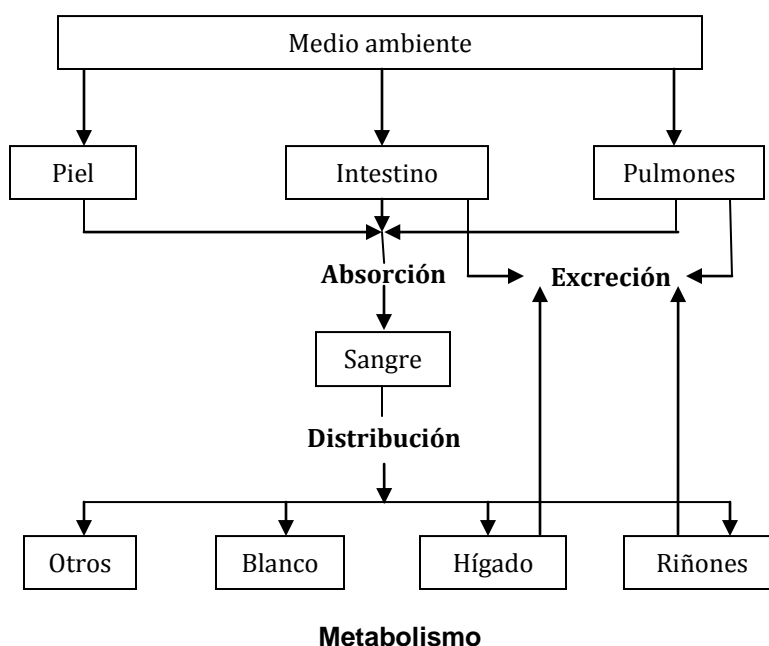 Medio ambiente
Piel
Intestino
Pulmones
Absorción
Excreción
Sangre
Distribución
Otros
Blanco
Hígado
Riñones
Metabolismo